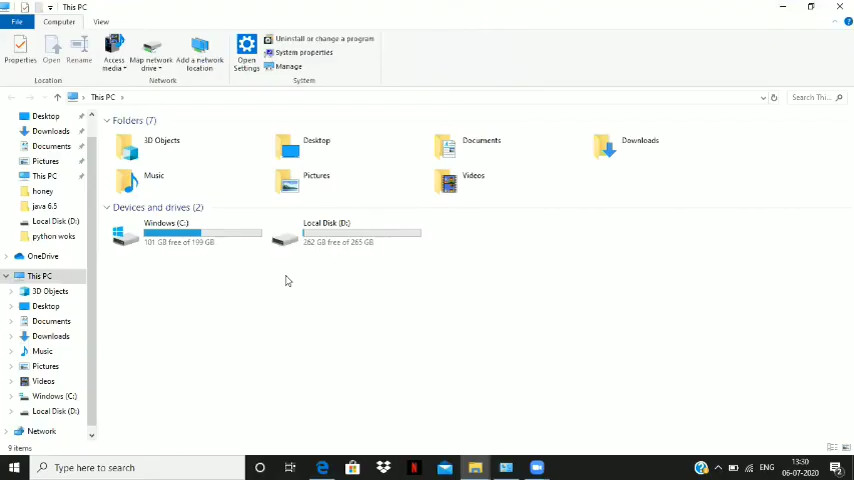 This PC
File
Computer
View
Properties
Open
Rename
Access media
Map network drive
Add a network location
Open Settings
Uninstall or change a program
System properties
Manage
Location
Network
System
This PC
Search Thi...
Desktop
Downloads
Documents
Pictures
This PC
honey
java 6.5
Local Disk (D:)
python woks
OneDrive
This PC
3D Objects
Desktop
Documents
Downloads
Music
Pictures
Videos
Windows (C:)
Local Disk (D:)
Network
Folders (7)
3D Objects
Desktop
Documents
Downloads
Music
Pictures
Videos
Devices and drives (2)
Windows (C:)
101 GB free of 199 GB
Local Disk (D:)
262 GB free of 265 GB
9 items
Type here to search
ENG
13:30
06-07-2020